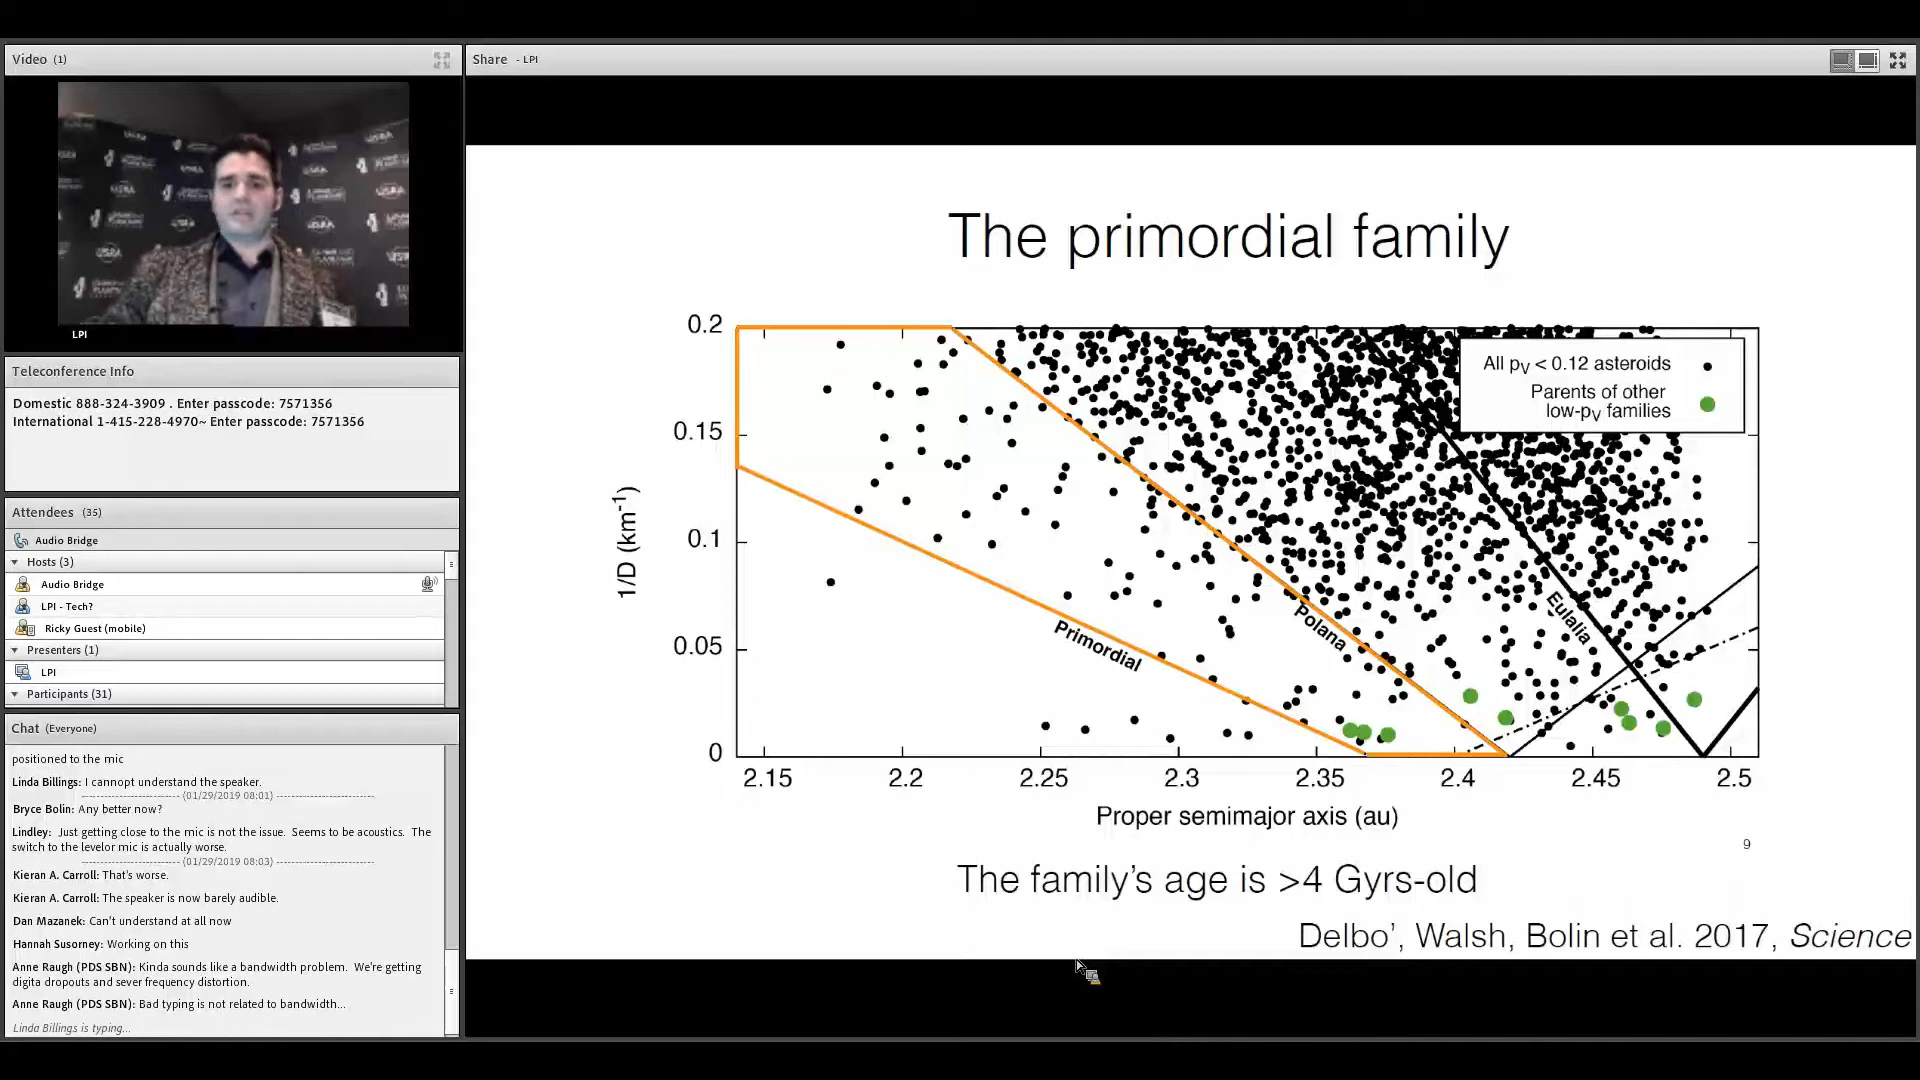 Video (1)
LPI
Teleconference Info
Domestic 888-324-3909 . Enter passcode: 7571356
International 1-415-228-4970~ Enter passcode: 7571356
Attendees (35)
Audio Bridge
Hosts (3)
Audio Bridge
LPI - Tech?
Ricky Guest (mobile)
Presenters (1)
LPI
Participants (31)
Chat (Everyone)
positioned to the mic
Linda Billings: I cannopt understand the speaker.
(01/29/2019 08:01)
Bryce Bolin: Any better now?
Lindley: Just getting close to the mic is not the issue. Seems to be acoustics. The
switch to the levelor mic is actually worse.
(01/29/2019 08:03)
Kieran A. Carroll: That's worse.
Kieran A. Carroll: The speaker is now barely audible.
Dan Mazanek: Can't understand at all now
Hannah Susorney: Working on this
Anne Raugh (PDS SBN): Kinda sounds like a bandwidth problem. We're getting
digita dropouts and sever frequency distortion.
Anne Raugh (PDS SBN): Bad typing is not related to bandwidth...
Linda Billings is typing...
Share - LPI
The primordial family
0.2
0.15
0.1
0.05
0
1/D (km-1)
All pV < 0.12 asteroids
Parents of other
low-pV families
Primordial
Polana
Eulalia
2.15 2.2 2.25 2.3 2.35 2.4 2.45 2.5
Proper semimajor axis (au)
9
The family's age is >4 Gyrs-old
Delbo', Walsh, Bolin et al. 2017, Science